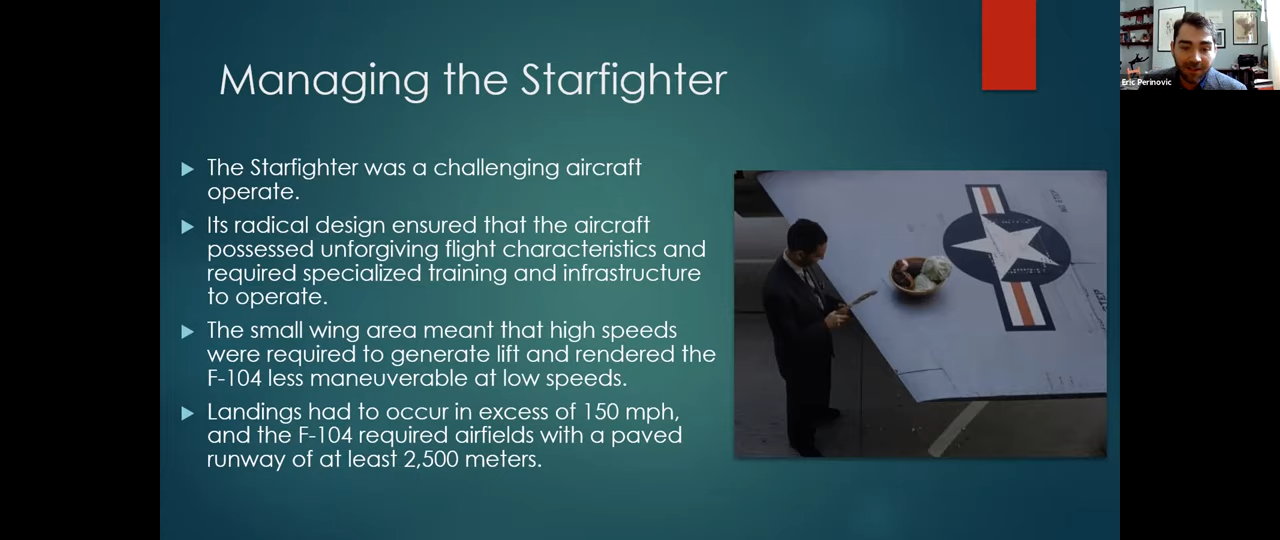 Managing the Starfighter
The Starfighter was a challenging aircraft
operate.
Its radical design ensured that the aircraft
possessed unforgiving flight characteristics and
required specialized training and infrastructure
to operate.
The small wing area meant that high speeds
were required to generate lift and rendered the
F-104 less maneuverable at low speeds.
Landings had to occur in excess of 150 mph,
and the F-104 required airfields with a paved
runway of at least 2,500 meters.
Eric Perinovic